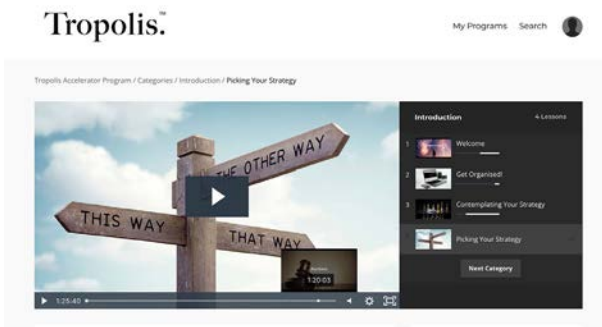 Tropolis.™
My Programs Search
Tropolis Accelerator Program / Categories / Introduction / Picking Your Strategy
Introduction 4 Lessons
1 Welcome
2 Get Organised!
3 Contemplating Your Strategy
Picking Your Strategy
Next Category
THE OTHER WAY
THIS WAY
THAT WAY
1:20:03
1:25:40